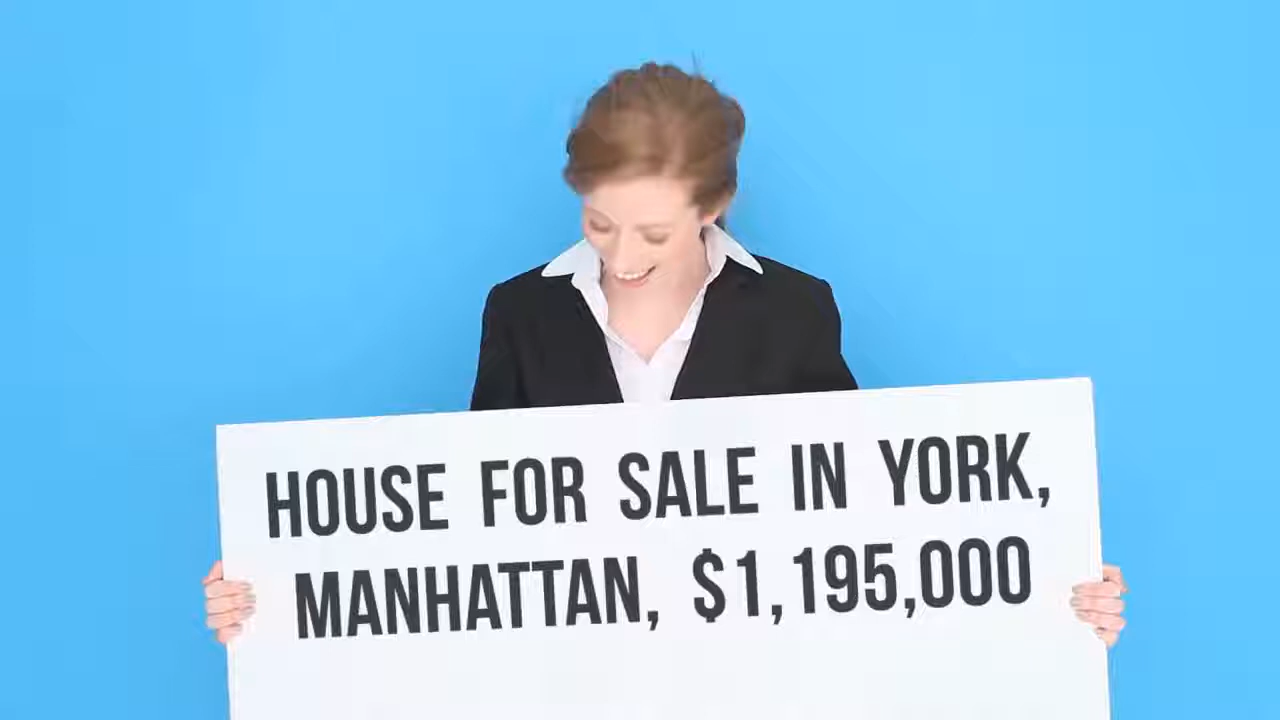 HOUSE FOR SALE IN YORK,
MANHATTAN, $1,195,000